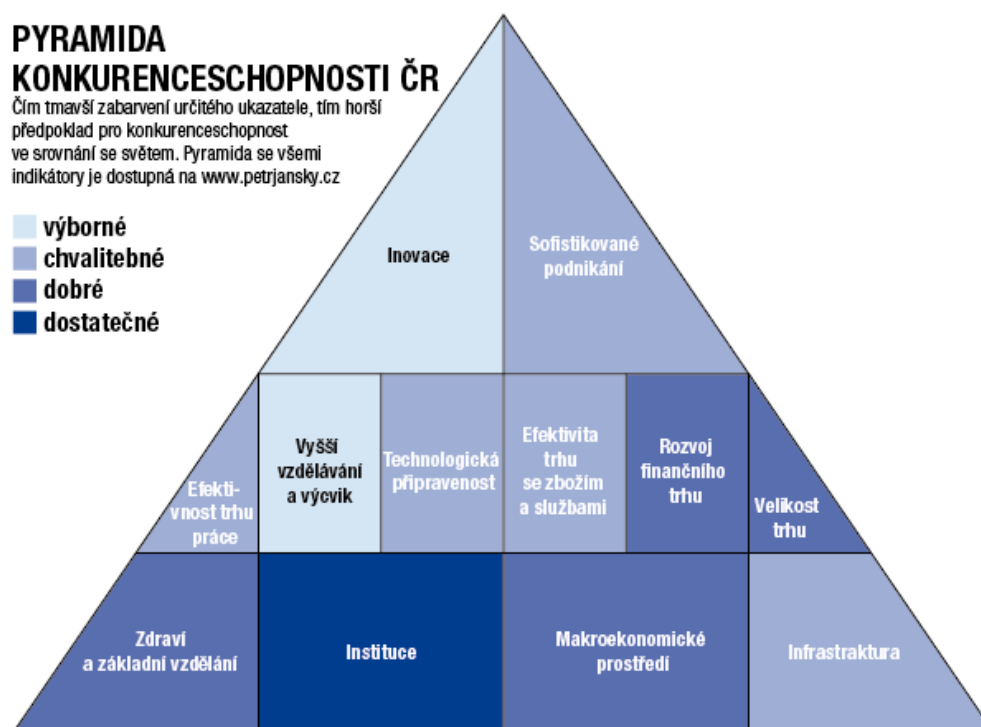 PYRAMIDA
KONKURENCESCHOPNOSTI ČR
Čím tmavší zabarvení určitého ukazatele, tím horší
předpoklad pro konkurenceschopnost
ve srovnání se světem. Pyramida se všemi
indikátory je dostupná na www.petrjansky.cz
výborné
chvalitebné
dobré
dostatečné
Inovace
Sofistikované
podnikání
Efekti-
vnost trhu
práce
Vyšší
vzdělávání
a výcvik
Technologická
připravenost
Efektivita
trhu
se zbožím
a službami
Rozvoj
finančního
trhu
Velikost
trhu
Zdraví
a základní vzdělání
Instituce
Makroekonomické
prostředí
Infrastraktura